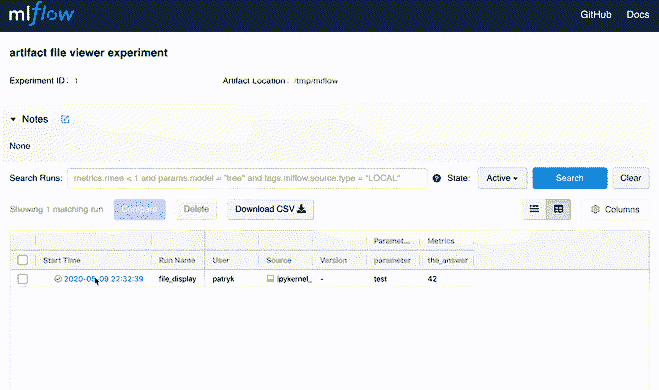 mlflow GitHub Docs
artifact file viewer experiment
Experiment ID: 1 Artifact Location: /tmp/mlflow
Notes
None
Search Runs: metrics.rmse < 1 and params.model = "tree" and tags.mlflow.source.type = "LOCAL" State: Active Search Clear
Showing 1 matching run Compare Delete Download CSV Columns
Paramet... Metrics
Start Time Run Name User Source Version parameter the_answer
2020-05-09 22:32:39 file_display patryk ipykernel_ - test 42